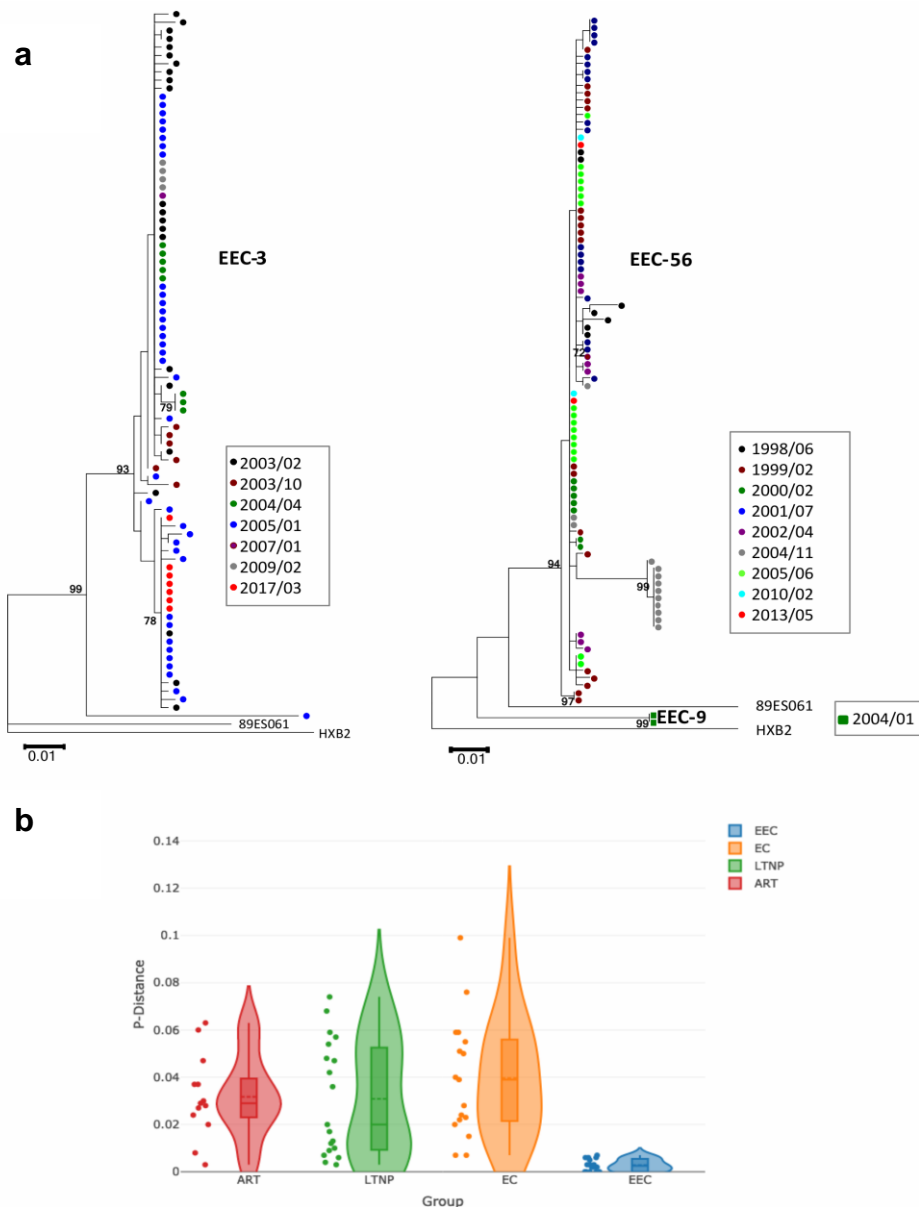 a
EEC-3
93
79
99
78
2003/02
2003/10
2004/04
2005/01
2007/01
2009/02
2017/03
89ES061
HXB2
0.01
EEC-56
72
94
99
97
1998/06
1999/02
2000/02
2001/07
2002/04
2004/11
2005/06
2010/02
2013/05
89ES061
99
EEC-9
HXB2
2004/01
0.01
b
EEC
EC
LTNP
ART
P-Distance
0.14
0.12
0.1
0.08
0.06
0.04
0.02
0
ART
LTNP
EC
EEC
Group